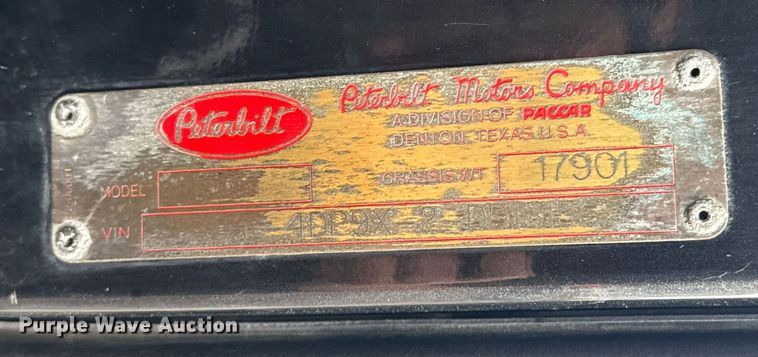 Peterbilt
Peterbilt Motors Company
A DIVISION OF PACCAR
DENTON, TEXAS U.S.A.
MODEL
CHASSIS WT. 17901
VIN
Purple Wave Auction